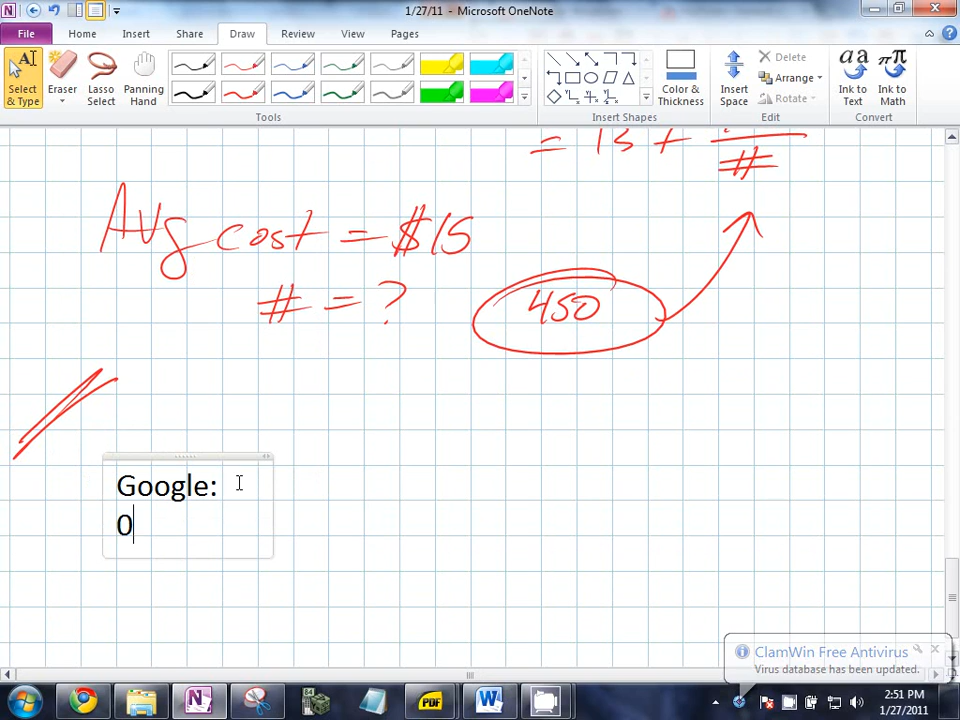 1/27/11 - Microsoft OneNote
File Home Insert Share Draw Review View Pages
Select & Type
Eraser
Lasso Select
Panning Hand
Color & Thickness
Insert Space
Delete
Arrange
Rotate
Ink to Text
Ink to Math
Tools
Insert Shapes
Edit
Convert
= 15 + #
Avg cost = $15
# = ?
450
Google:
0
ClamWin Free Antivirus
Virus database has been updated.
2:51 PM
1/27/2011